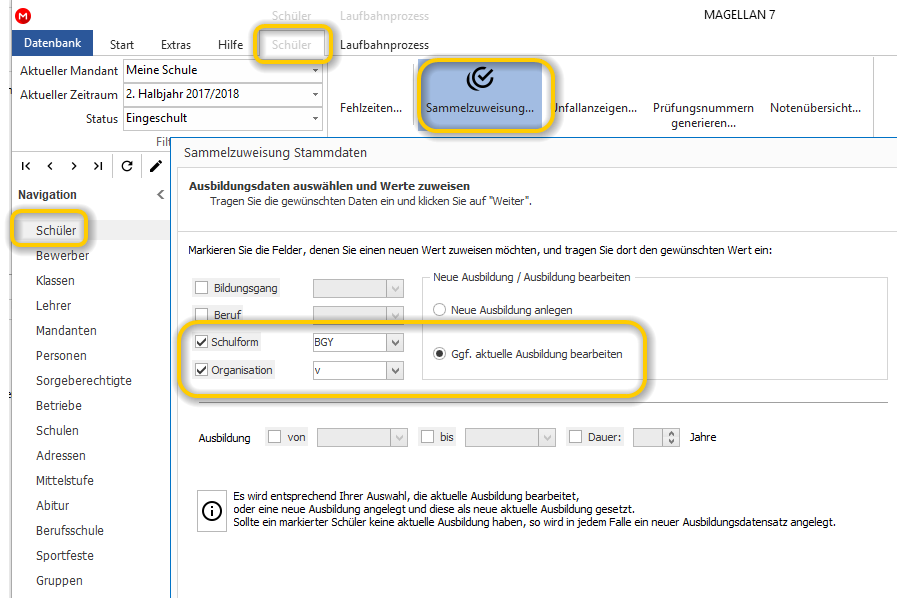 M
Schüler
Laufbahnprozess
MAGELLAN 7
Datenbank
Start
Extras
Hilfe
Schüler
Laufbahnprozess
Aktueller Mandant
Meine Schule
Aktueller Zeitraum
2. Halbjahr 2017/2018
Status
Eingeschult
Fehlzeiten...
Sammelzuweisung...
nfallanzeigen...
Prüfungsnummern
generieren...
Notenübersicht...
Filt
Navigation
Schüler
Bewerber
Klassen
Lehrer
Mandanten
Personen
Sorgeberechtigte
Betriebe
Schulen
Adressen
Mittelstufe
Abitur
Berufsschule
Sportfeste
Gruppen
Sammelzuweisung Stammdaten
Ausbildungsdaten auswählen und Werte zuweisen
Tragen Sie die gewünschten Daten ein und klicken Sie auf "Weiter".
Markieren Sie die Felder, denen Sie einen neuen Wert zuweisen möchten, und tragen Sie dort den gewünschten Wert ein:
Bildungsgang
Beruf
Schulform
BGY
Organisation
v
Neue Ausbildung / Ausbildung bearbeiten
Neue Ausbildung anlegen
Ggf. aktuelle Ausbildung bearbeiten
Ausbildung
von
bis
Dauer:
Jahre
Es wird entsprechend Ihrer Auswahl, die aktuelle Ausbildung bearbeitet,
oder eine neue Ausbildung angelegt und diese als neue aktuelle Ausbildung gesetzt.
Sollte ein markierter Schüler keine aktuelle Ausbildung haben, so wird in jedem Falle ein neuer Ausbildungsdatensatz angelegt.